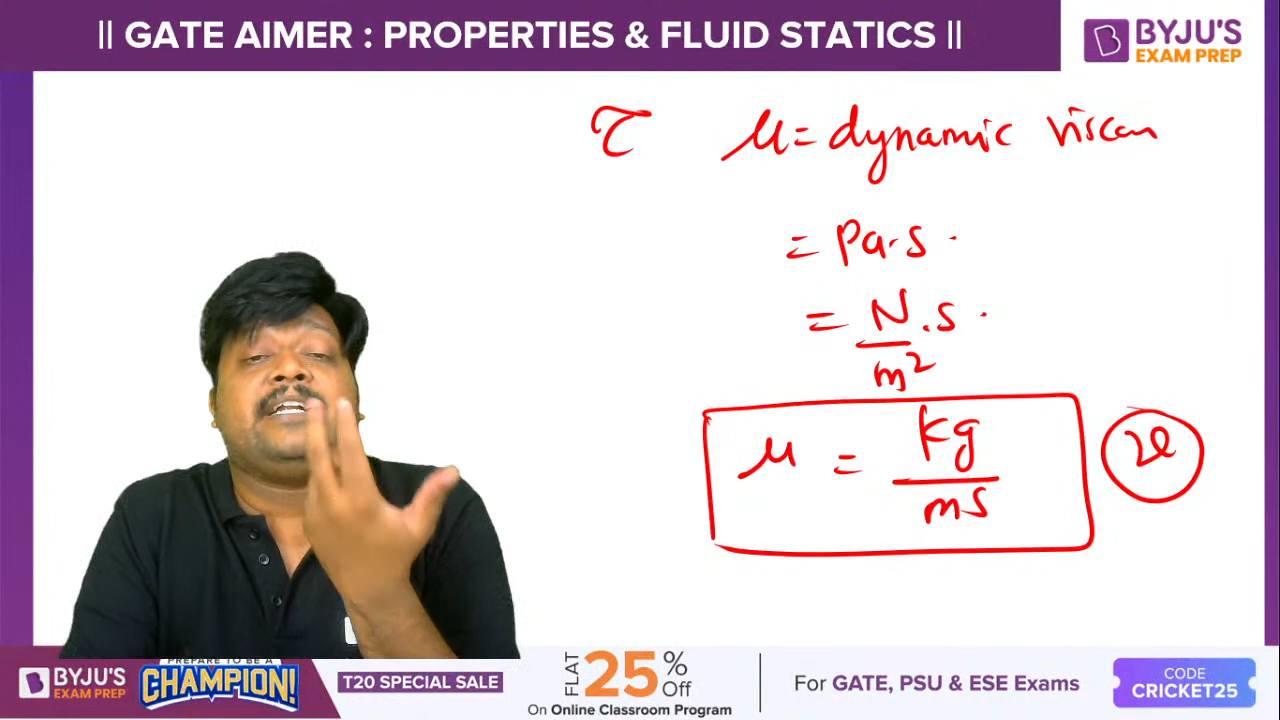 || GATE AIMER : PROPERTIES & FLUID STATICS ||
BYJU'S
EXAM PREP
τ μ = dynamic
= Pa.s.
= N/m² .s.
μ = kg/ms
BYJU'S
EXAM PREP
PREPARE TO BE A
CHAMPION!
T20 SPECIAL SALE
FLAT 25% Off
On Online Classroom Program
For GATE, PSU & ESE Exams
CODE
CRICKET25